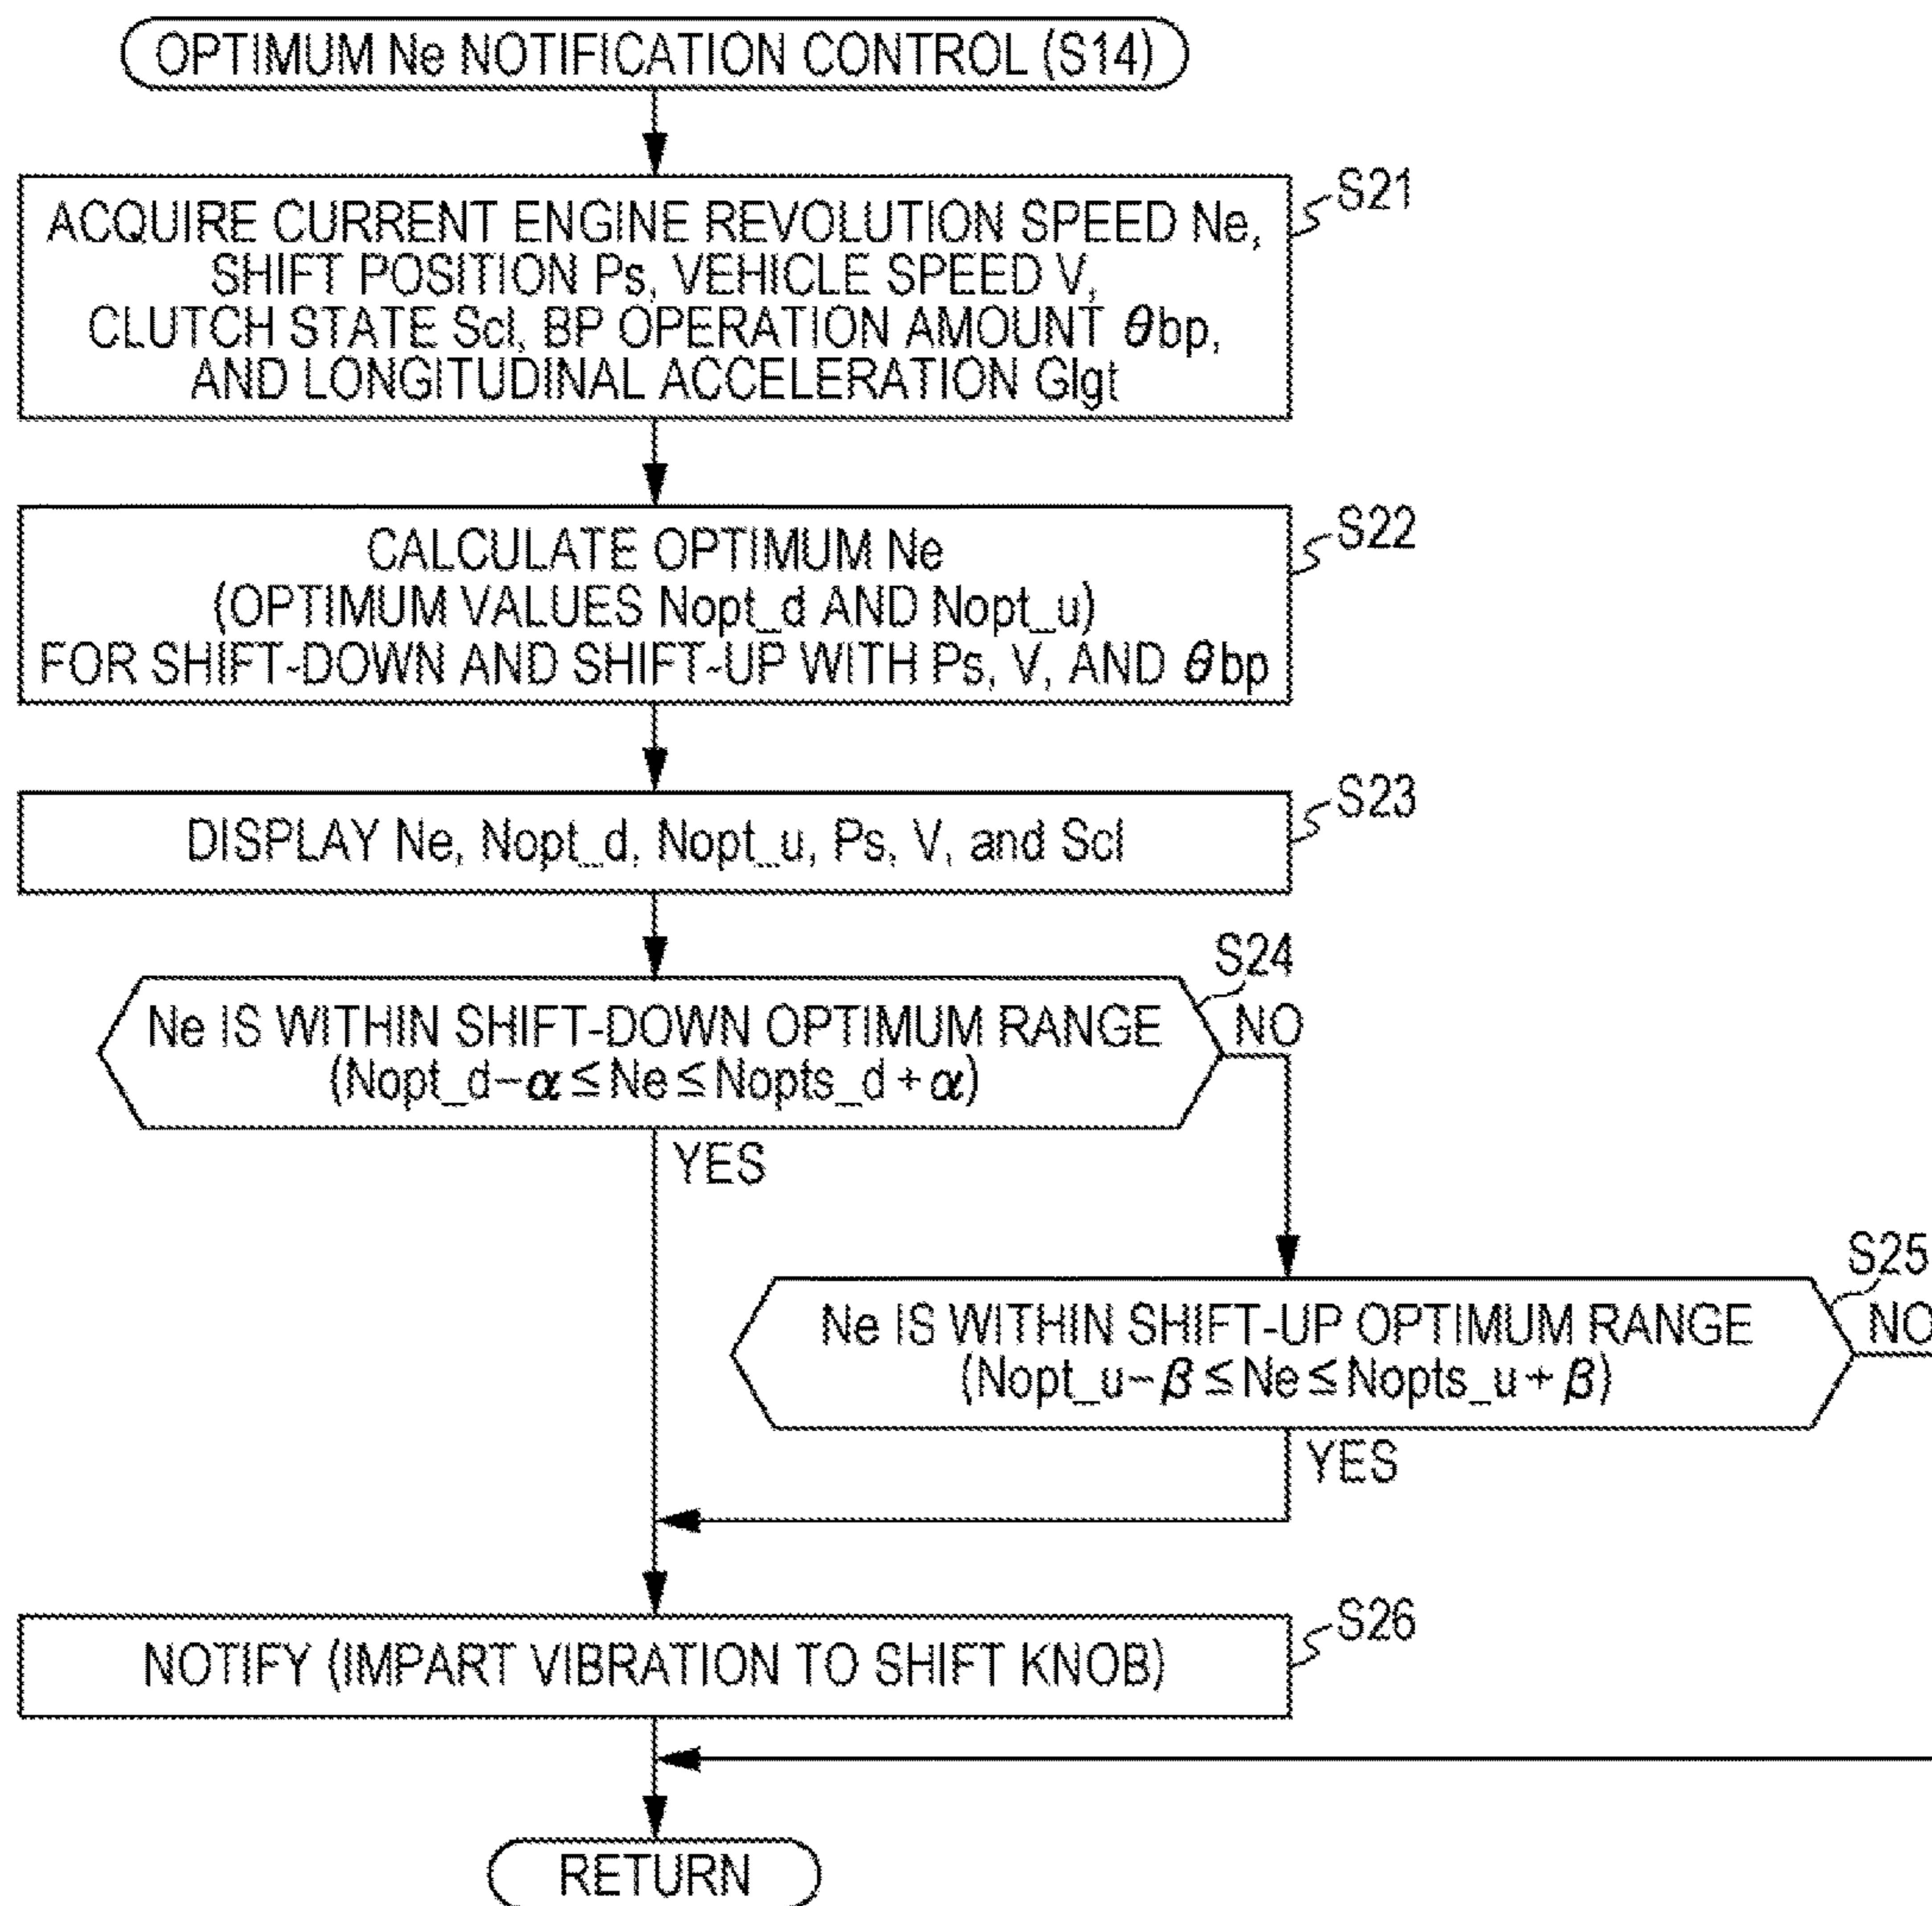 OPTIMUM Ne NOTIFICATION CONTROL (S14)
S21
ACQUIRE CURRENT ENGINE REVOLUTION SPEED Ne,
SHIFT POSITION Ps, VEHICLE SPEED V,
CLUTCH STATE Scl, BP OPERATION AMOUNT θbp,
AND LONGITUDINAL ACCELERATION Glgt
S22
CALCULATE OPTIMUM Ne
(OPTIMUM VALUES Nopt_d AND Nopt_u)
FOR SHIFT-DOWN AND SHIFT-UP WITH Ps, V, AND θbp
S23
DISPLAY Ne, Nopt_d, Nopt_u, Ps, V, and Scl
S24
Ne IS WITHIN SHIFT-DOWN OPTIMUM RANGE
(Nopt_d-α≤Ne≤Nopts_d+α)
NO
YES
S25
Ne IS WITHIN SHIFT-UP OPTIMUM RANGE
(Nopt_u-β≤Ne≤Nopts_u+β)
NO
YES
S26
NOTIFY (IMPART VIBRATION TO SHIFT KNOB)
RETURN